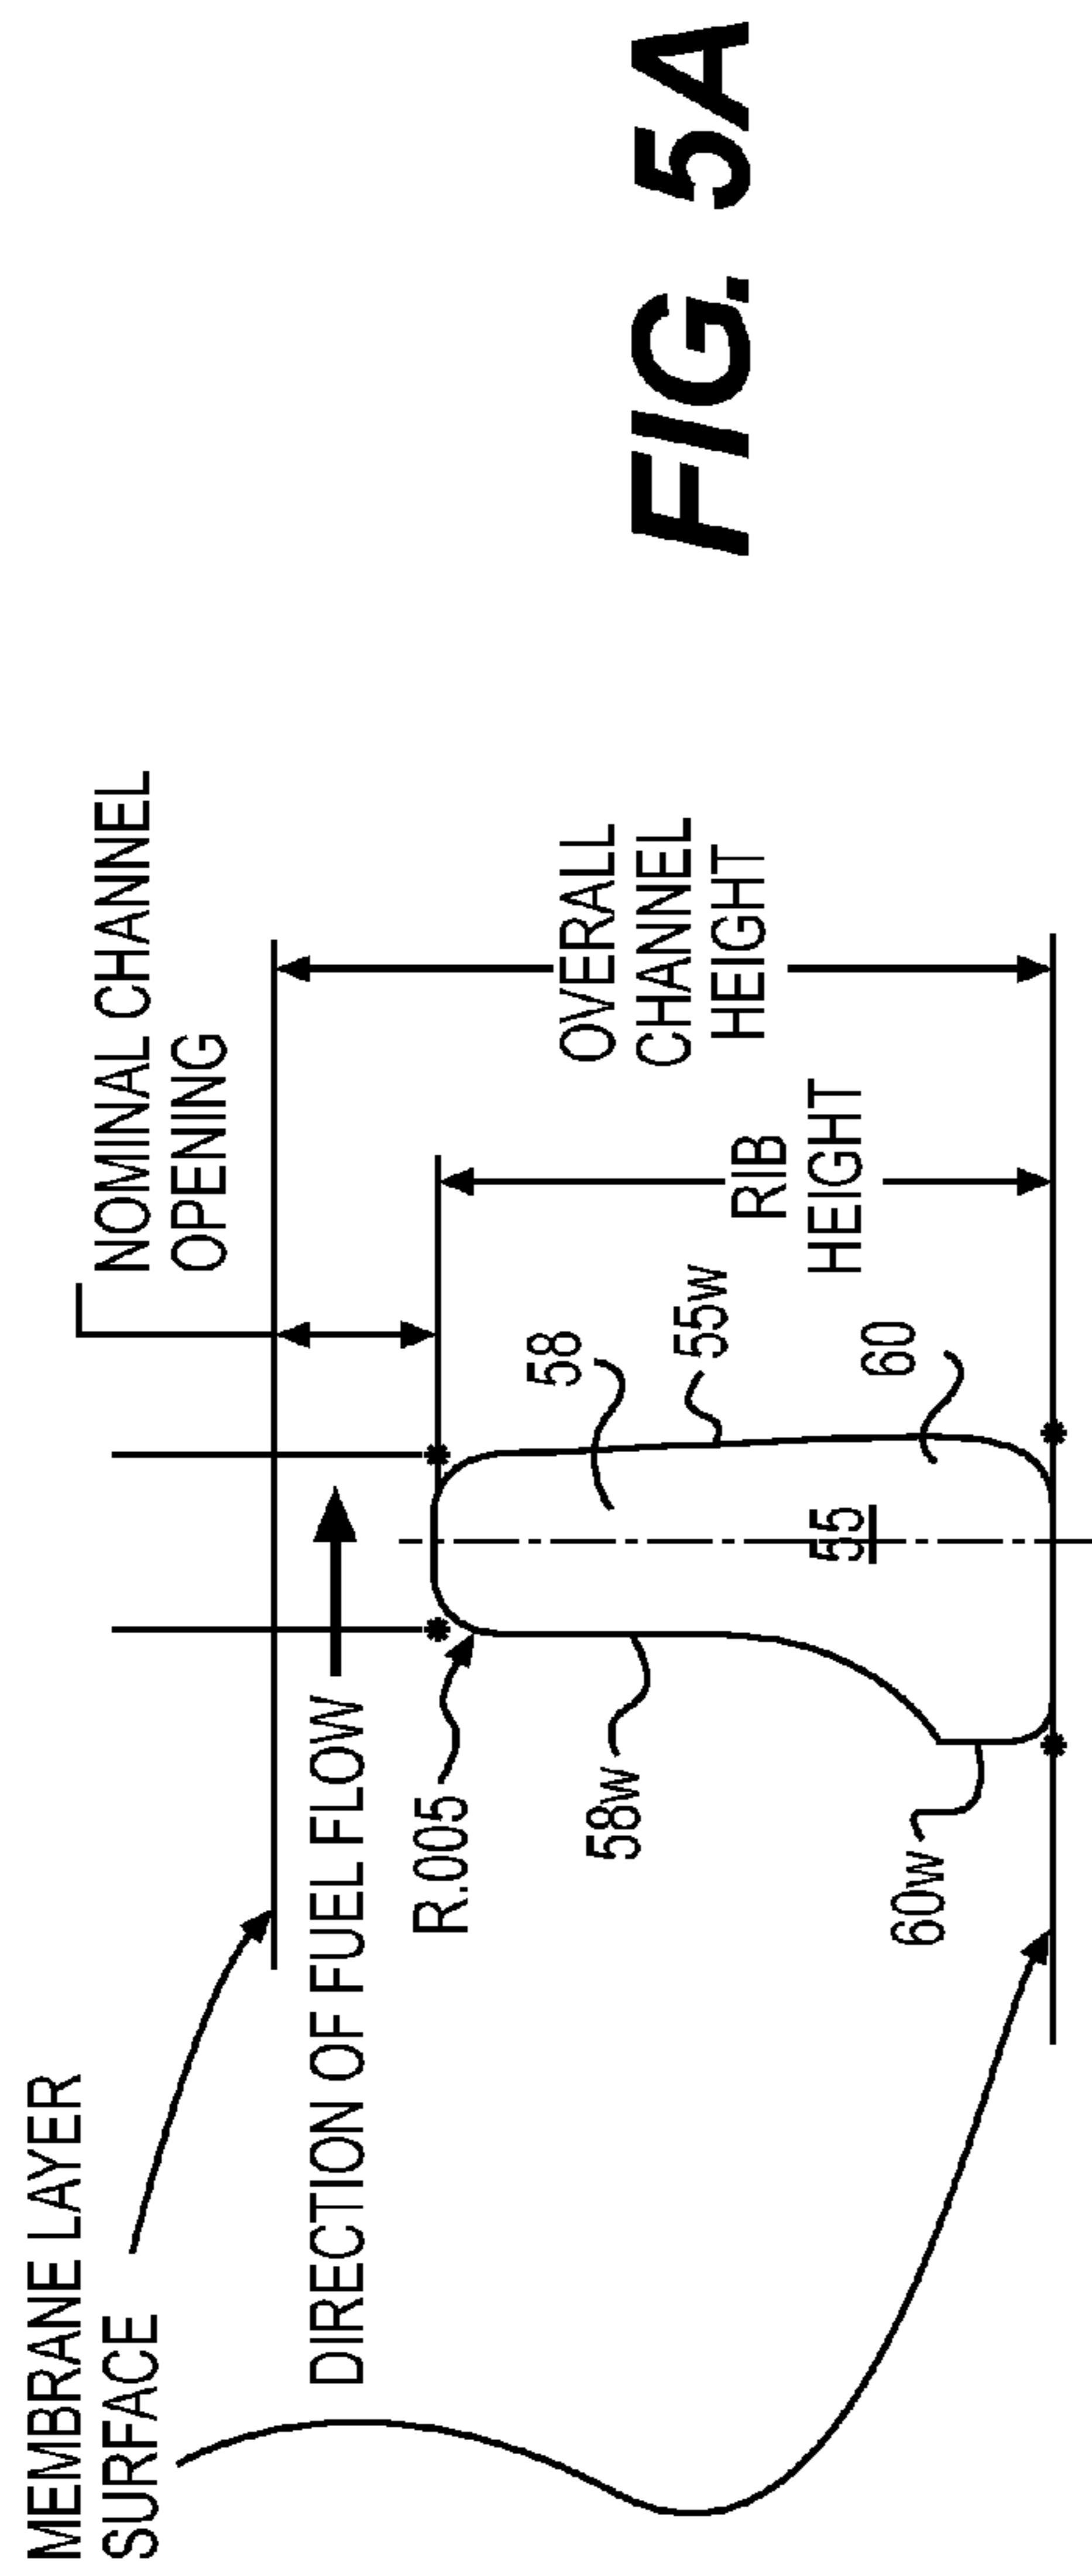 MEMBRANE LAYER
SURFACE
NOMINAL CHANNEL
OPENING
DIRECTION OF FUEL FLOW
R.005
58
58w
55w
OVERALL
CHANNEL
HEIGHT
RIB
HEIGHT
55
60
60w
FIG. 5A